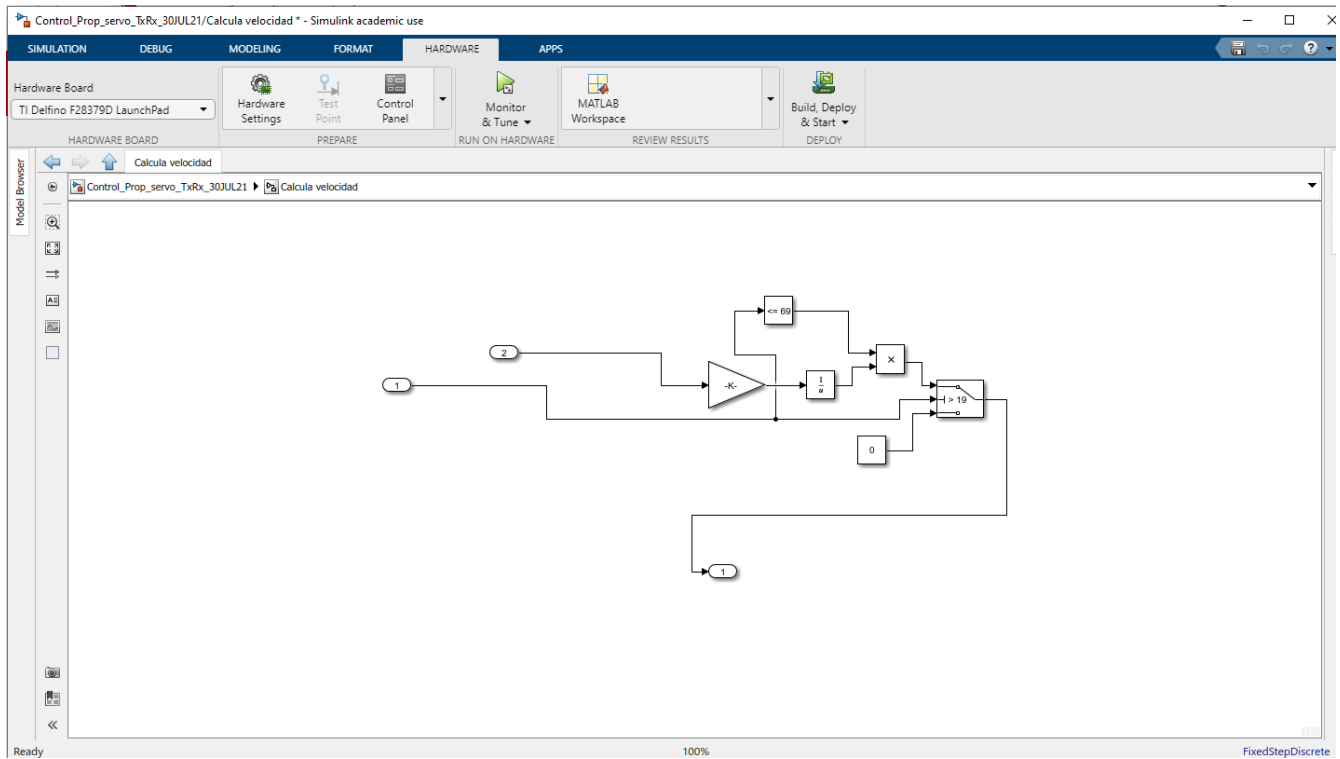 Control_Prop_servo_TxRx_30JUL21/Calcula velocidad * - Simulink academic use
SIMULATION DEBUG MODELING FORMAT HARDWARE APPS
Hardware Board
TI Delfino F28379D LaunchPad
Hardware Settings
Test Point
Control Panel
Monitor & Tune
MATLAB Workspace
Build, Deploy & Start
HARDWARE BOARD PREPARE RUN ON HARDWARE REVIEW RESULTS DEPLOY
Model Browser
Calcula velocidad
Control_Prop_servo_TxRx_30JUL21 Calcula velocidad
<= 69
2
×
1
-K-
1
u
> 19
0
1
Ready 100% FixedStepDiscrete